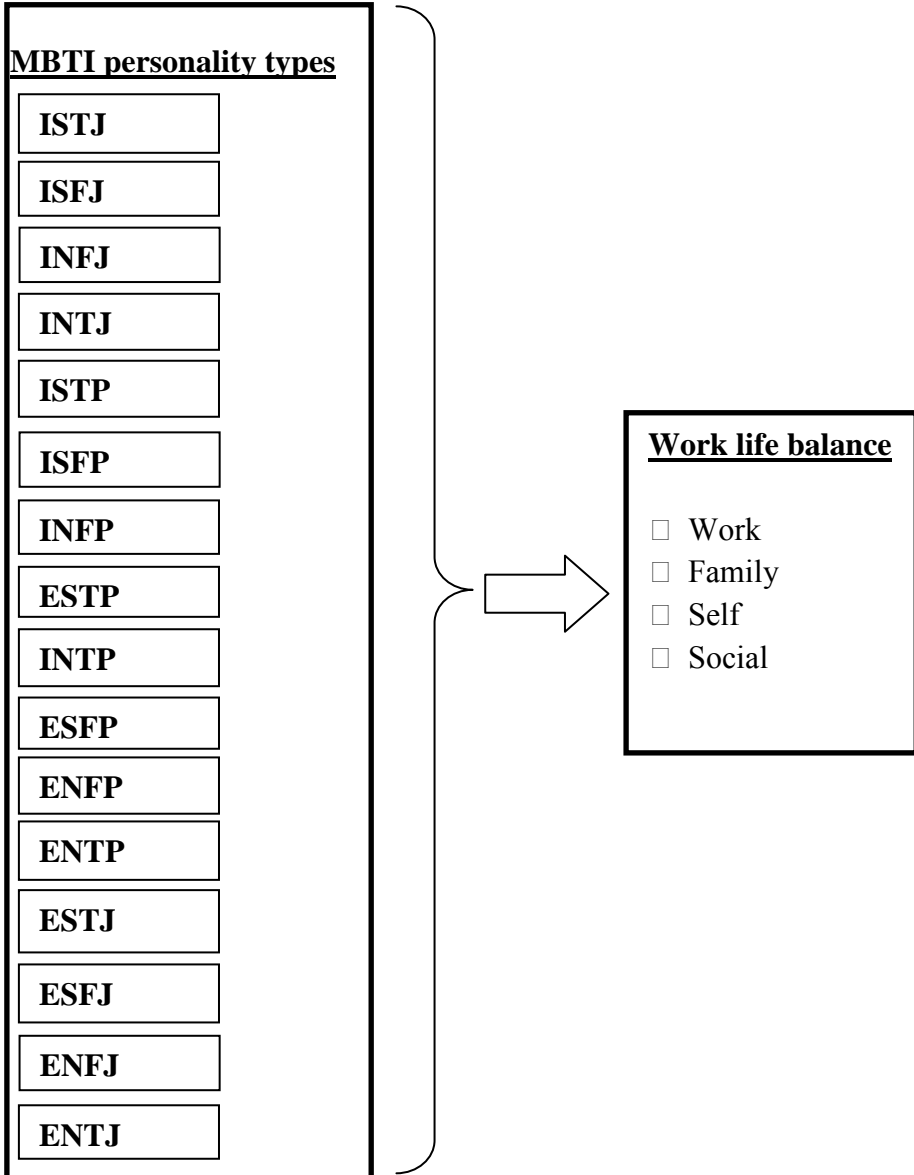 MBTI personality types
ISTJ
ISFJ
INFJ
INTJ
ISTP
ISFP
INFP
ESTP
INTP
ESFP
ENFP
ENTP
ESTJ
ESFJ
ENFJ
ENTJ
Work life balance
□ Work
□ Family
□ Self
□ Social